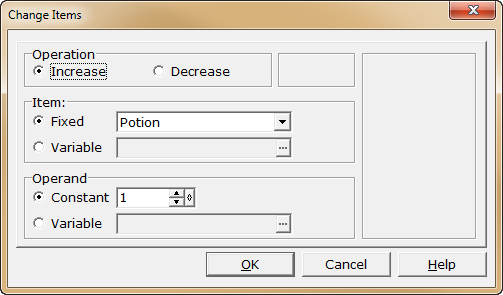 Change Items
Operation
Increase Decrease
Item:
Fixed Potion
Variable ...
Operand
Constant 1
Variable ...
OK Cancel Help